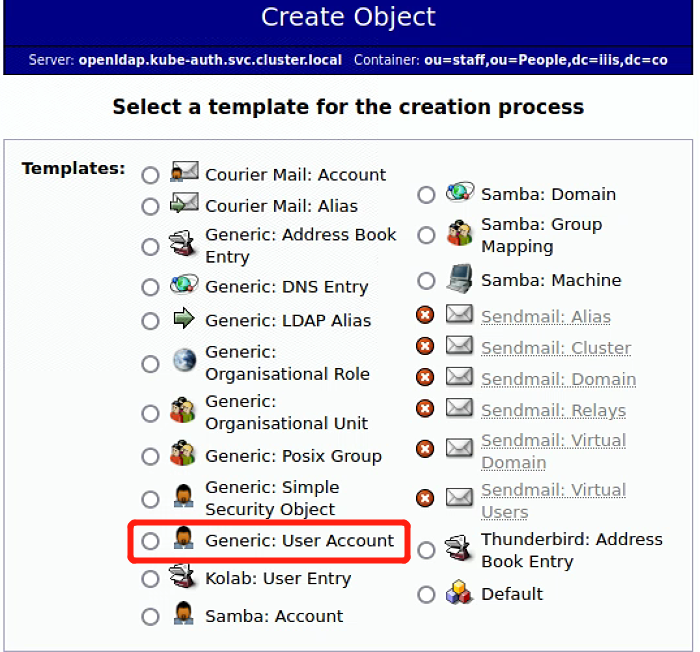 Create Object
Server: openldap.kube-auth.svc.cluster.local Container: ou=staff,ou=People,dc=iiis,dc=co
Select a template for the creation process
Templates:
Courier Mail: Account
Courier Mail: Alias
Generic: Address Book
Entry
Generic: DNS Entry
Generic: LDAP Alias
Generic:
Organisational Role
Generic:
Organisational Unit
Generic: Posix Group
Generic: Simple
Security Object
Generic: User Account
Kolab: User Entry
Samba: Account
Samba: Domain
Samba: Group
Mapping
Samba: Machine
Sendmail: Alias
Sendmail: Cluster
Sendmail: Domain
Sendmail: Relays
Sendmail: Virtual
Domain
Sendmail: Virtual
Users
Thunderbird: Address
Book Entry
Default